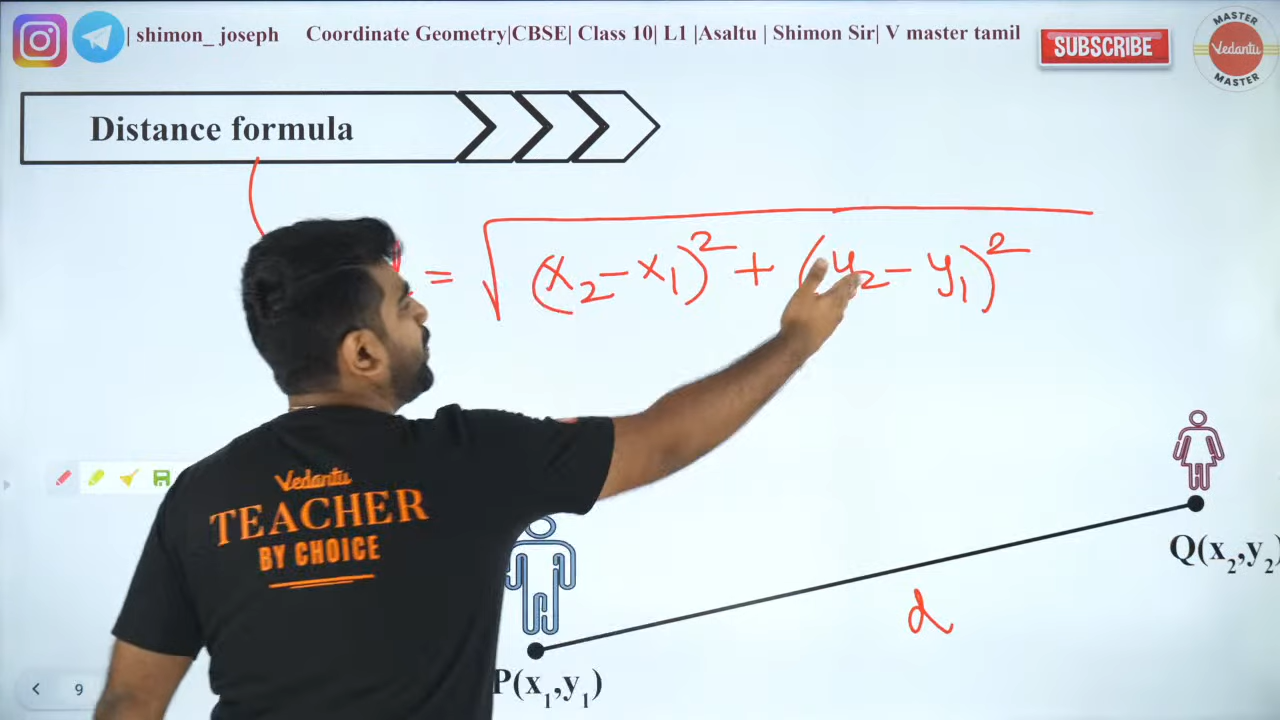 | shimon_ joseph Coordinate Geometry|CBSE| Class 10| L1 |Asaltu | Shimon Sir| V master tamil
SUBSCRIBE
MASTER
Vedantu
MASTER
Distance formula
= √(x₂-x₁)² + (y₂-y₁)²
Vedantu
TEACHER
BY CHOICE
Q(x₂,y₂)
d
P(x₁,y₁)
9